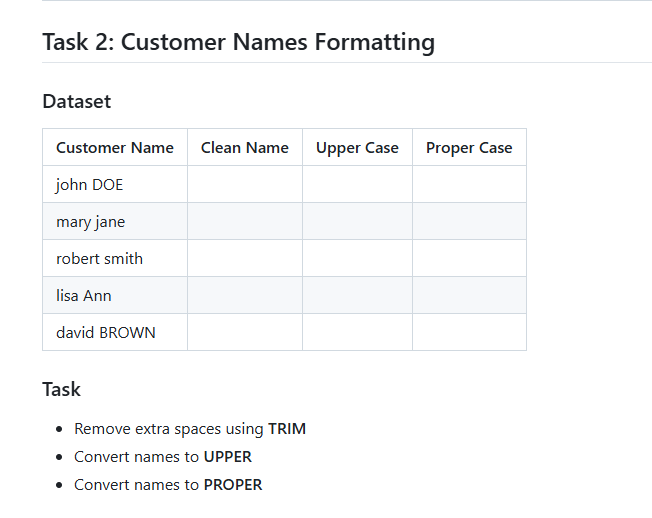 Task 2: Customer Names Formatting
Dataset
Customer Name Clean Name Upper Case Proper Case
john DOE
mary jane
robert smith
lisa Ann
david BROWN
Task
Remove extra spaces using TRIM
Convert names to UPPER
Convert names to PROPER